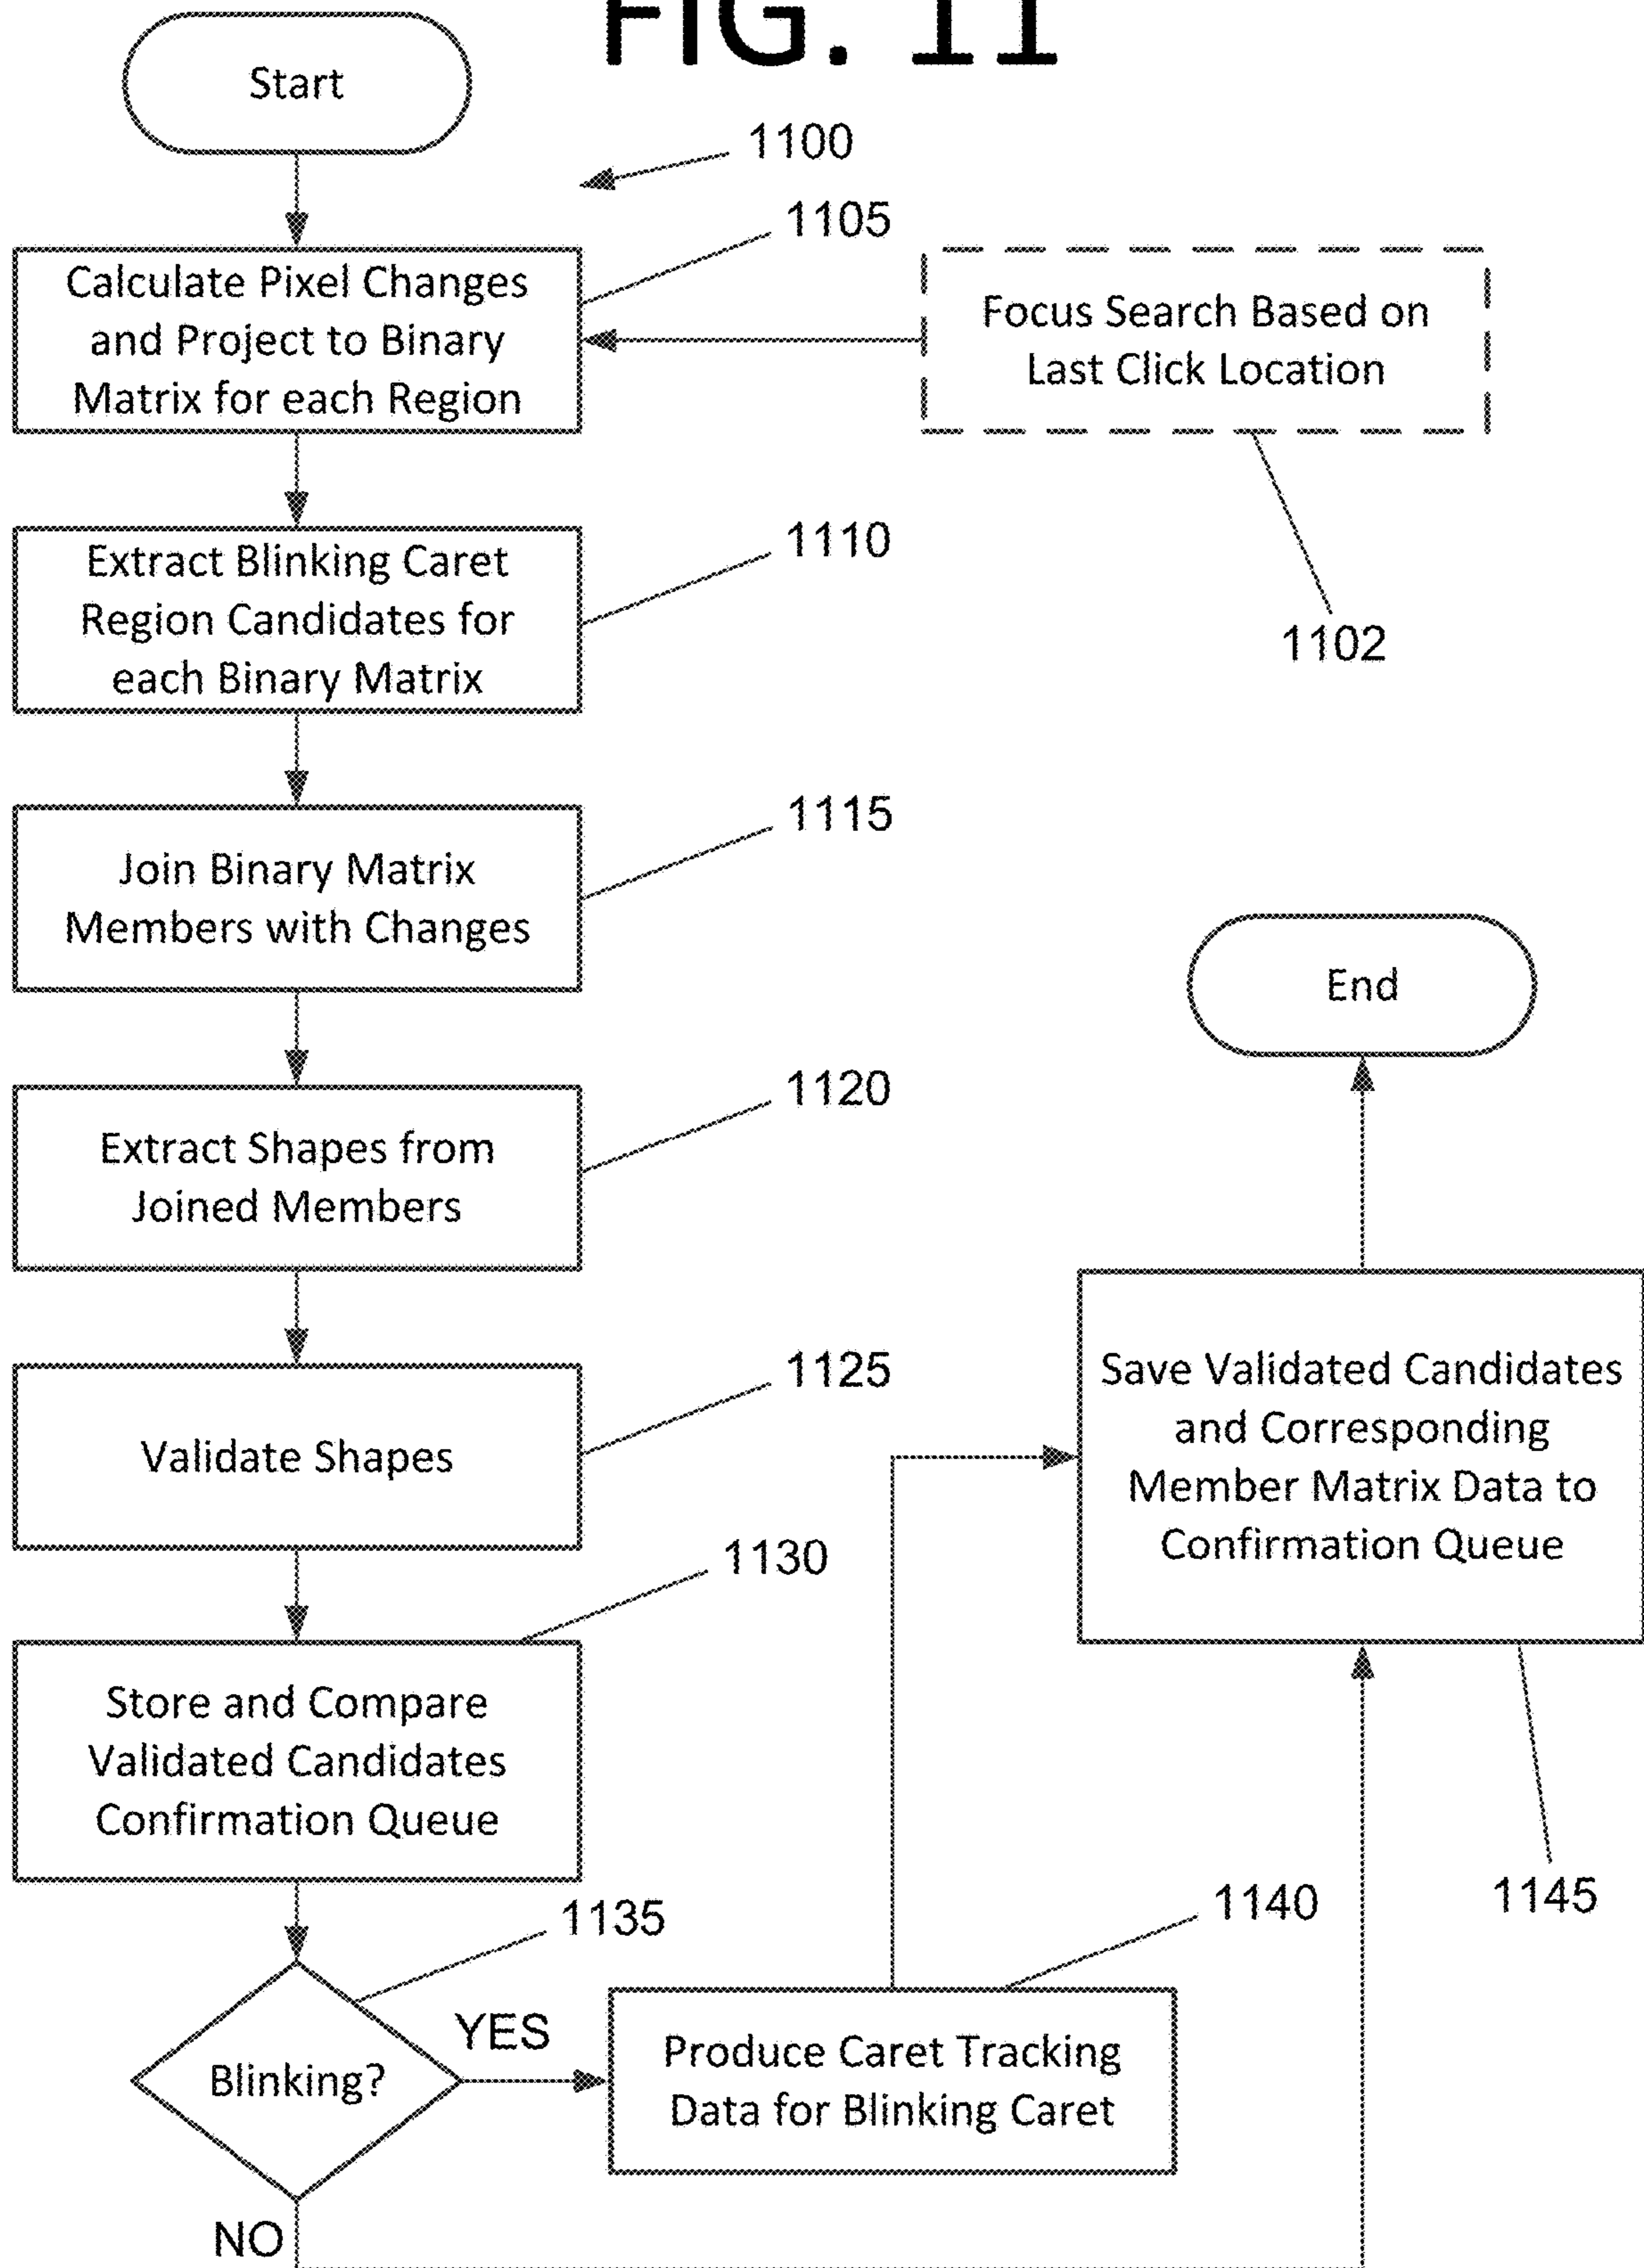 FIG. 11
Start
1100
1105
Calculate Pixel Changes
and Project to Binary
Matrix for each Region
Focus Search Based on
Last Click Location
1102
1110
Extract Blinking Caret
Region Candidates for
each Binary Matrix
1115
Join Binary Matrix
Members with Changes
1120
Extract Shapes from
Joined Members
1125
Validate Shapes
1130
Store and Compare
Validated Candidates
Confirmation Queue
1135
Blinking?
YES
NO
1140
Produce Caret Tracking
Data for Blinking Caret
1145
Save Validated Candidates
and Corresponding
Member Matrix Data to
Confirmation Queue
End